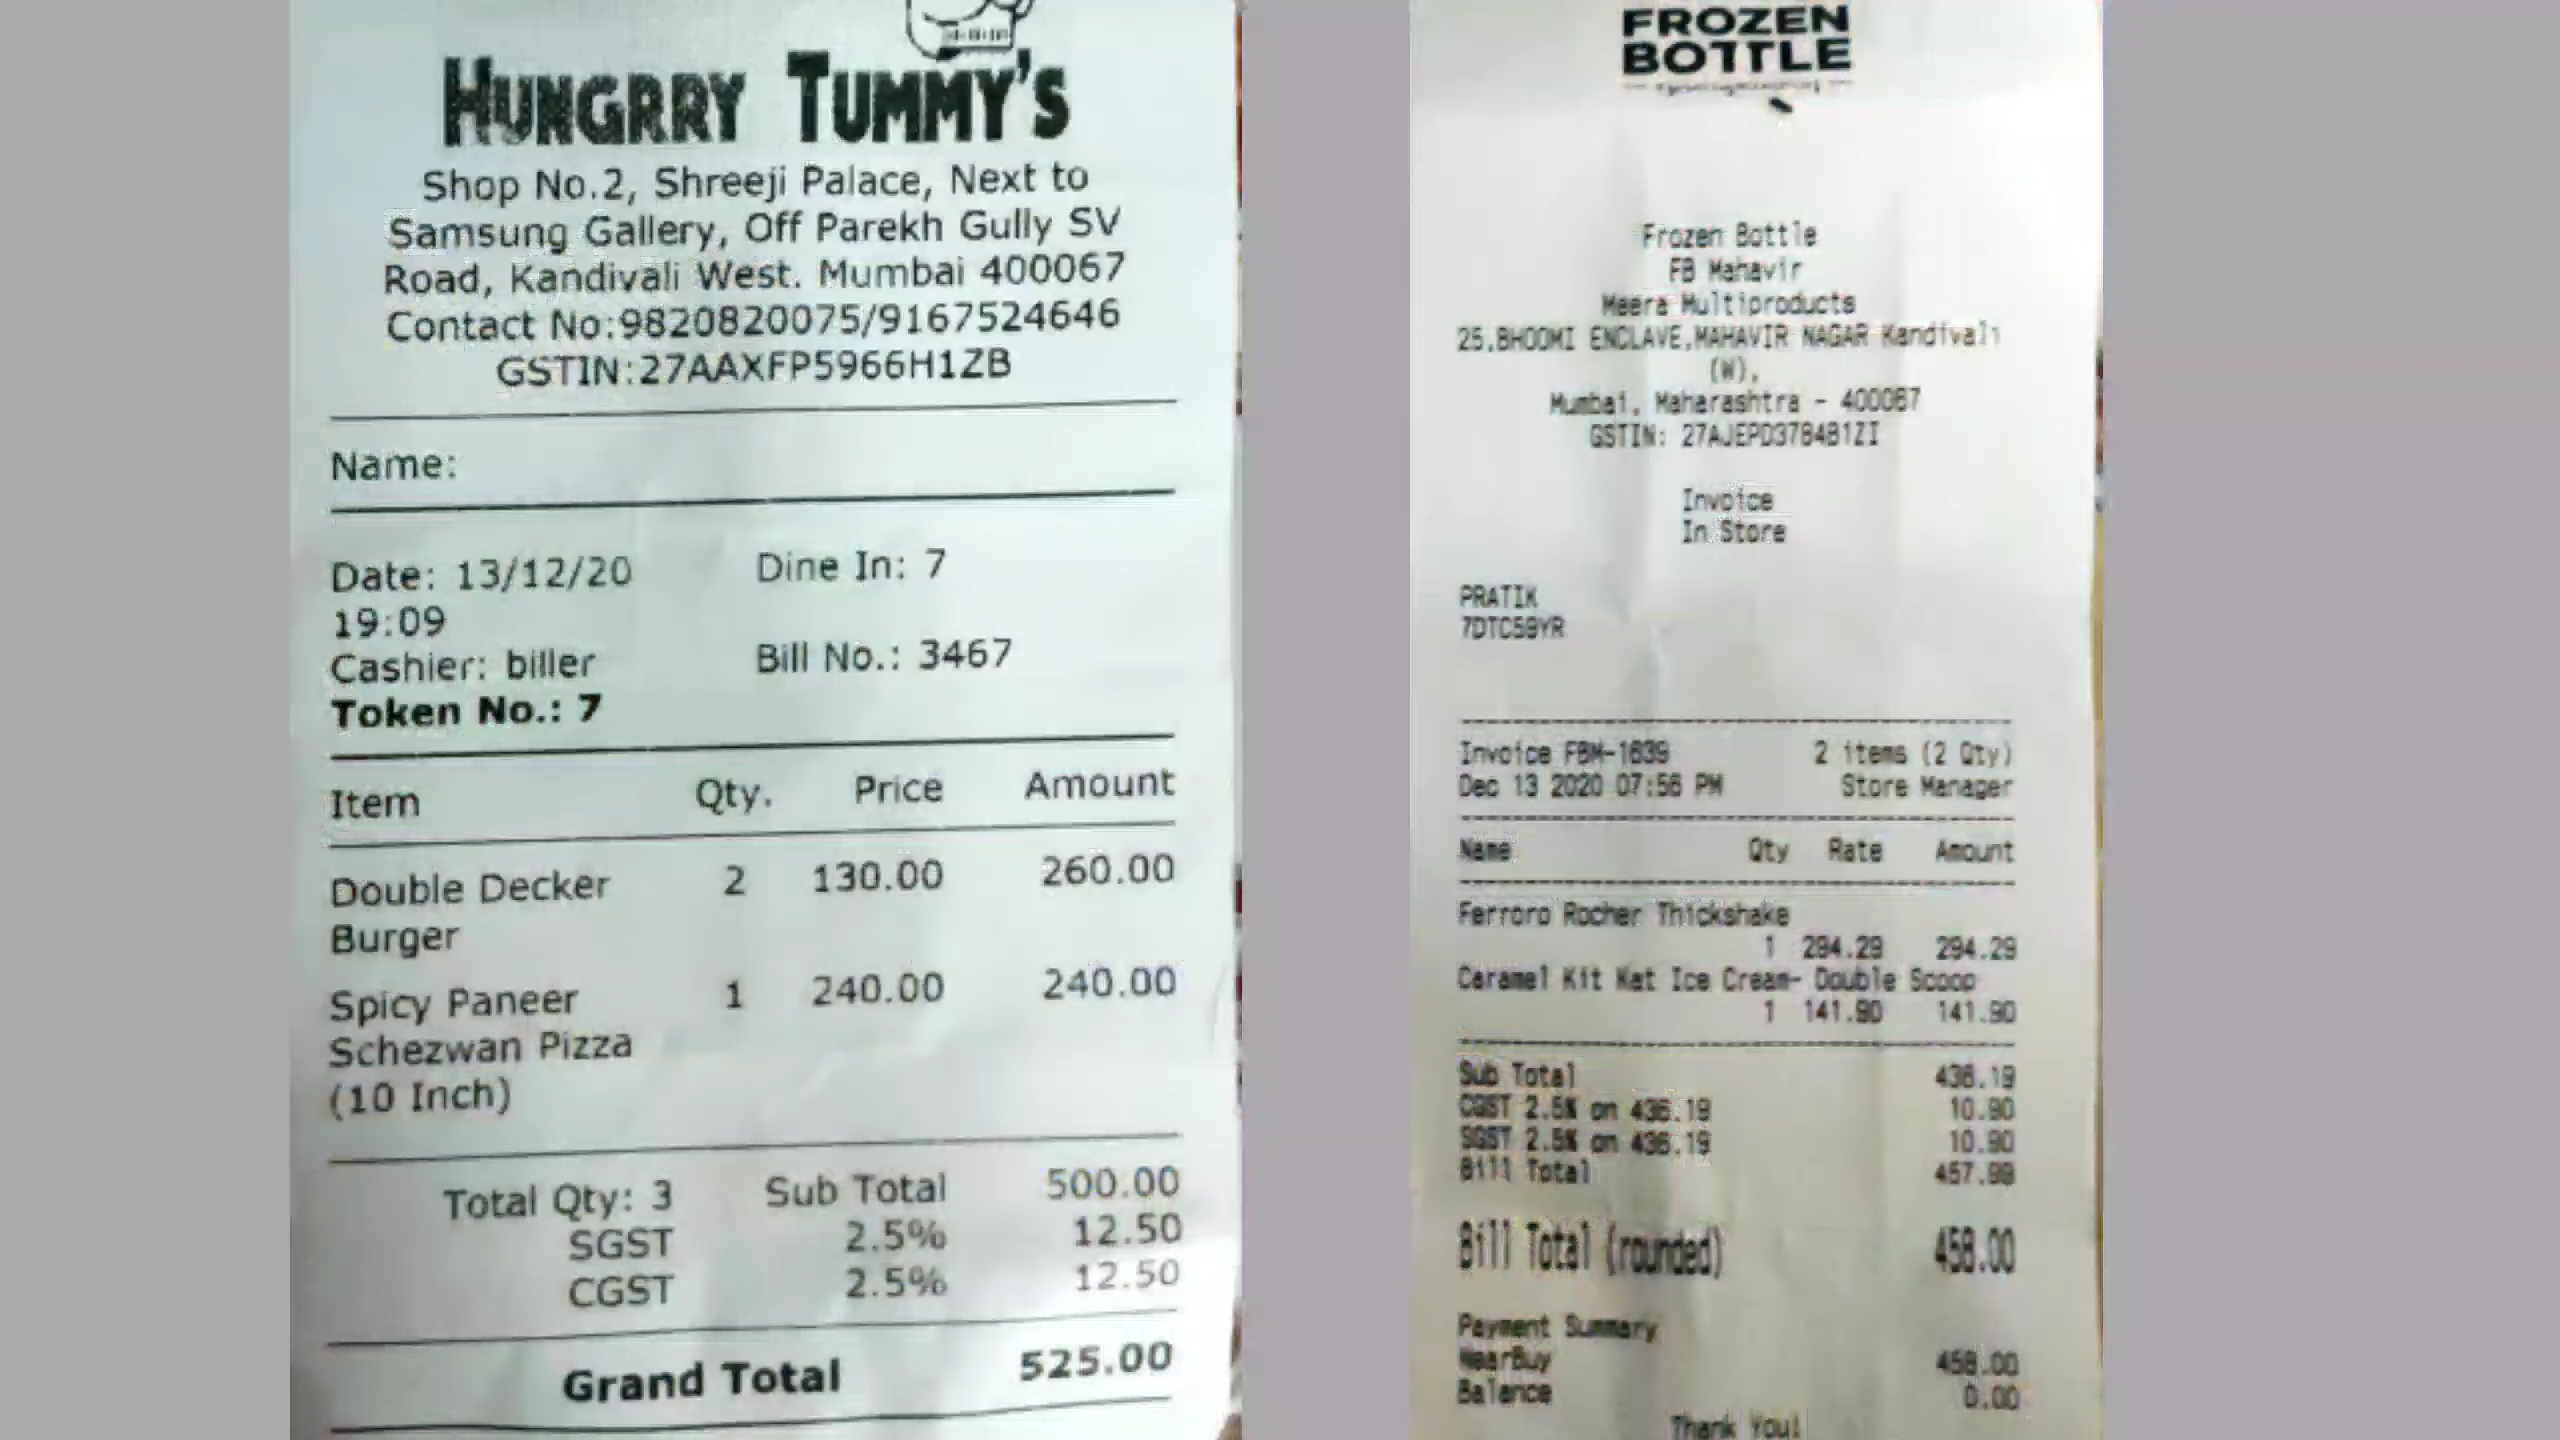 HUNGRRY TUMMY'S
Shop No.2, Shreeji Palace, Next to
Samsung Gallery, Off Parekh Gully SV
Road, Kandivali West. Mumbai 400067
Contact No:9820820075/9167524646
GSTIN:27AAXFP5966H1ZB
Name:
Date: 13/12/20 Dine In: 7
19:09
Cashier: biller Bill No.: 3467
Token No.: 7
Item Qty. Price Amount
Double Decker 2 130.00 260.00
Burger
Spicy Paneer 1 240.00 240.00
Schezwan Pizza
(10 Inch)
Total Qty: 3 Sub Total 500.00
SGST 2.5% 12.50
CGST 2.5% 12.50
Grand Total 525.00
FROZEN
BOTTLE
Frozen Bottle
FB Mahavir
Meera Multiproducts
25,BHOOMI ENCLAVE,MAHAVIR NAGAR Kandivali
(W),
Mumbai, Maharashtra - 400067
GSTIN:
Invoice
In Store
PRATIK
Invoice FBM-1639 2 items (2 Qty)
Dec 13 2020 07:56 PM Store Manager
Name Qty Rate Amount
Ferroro Rocher Thickshake
1 294.29 294.29
Caramel Kit Kat Ice Cream- Double Scoop
1 141.90 141.90
Sub Total 436.19
CGST 2.5% on 436.19 10.90
SGST 2.5% on 436.19 10.90
Bill Total 457.99
Bill Total (rounded) 458.00
Payment Summary
NearBuy 458.00
Balance 0.00
Thank You!